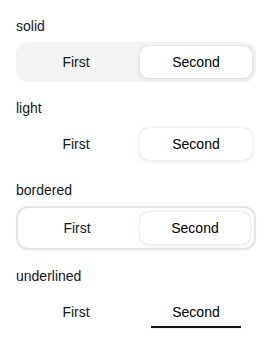 solid
First Second
light
First Second
bordered
First Second
underlined
First Second